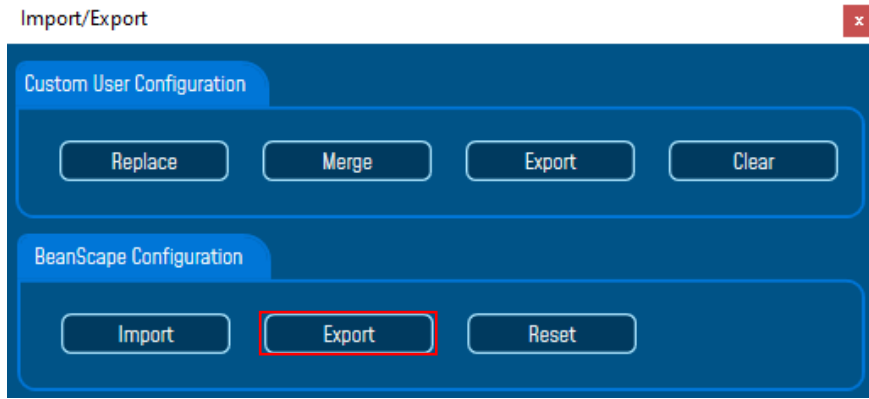 Import/Export
x
Custom User Configuration
Replace Merge Export Clear
BeanScape Configuration
Import Export Reset